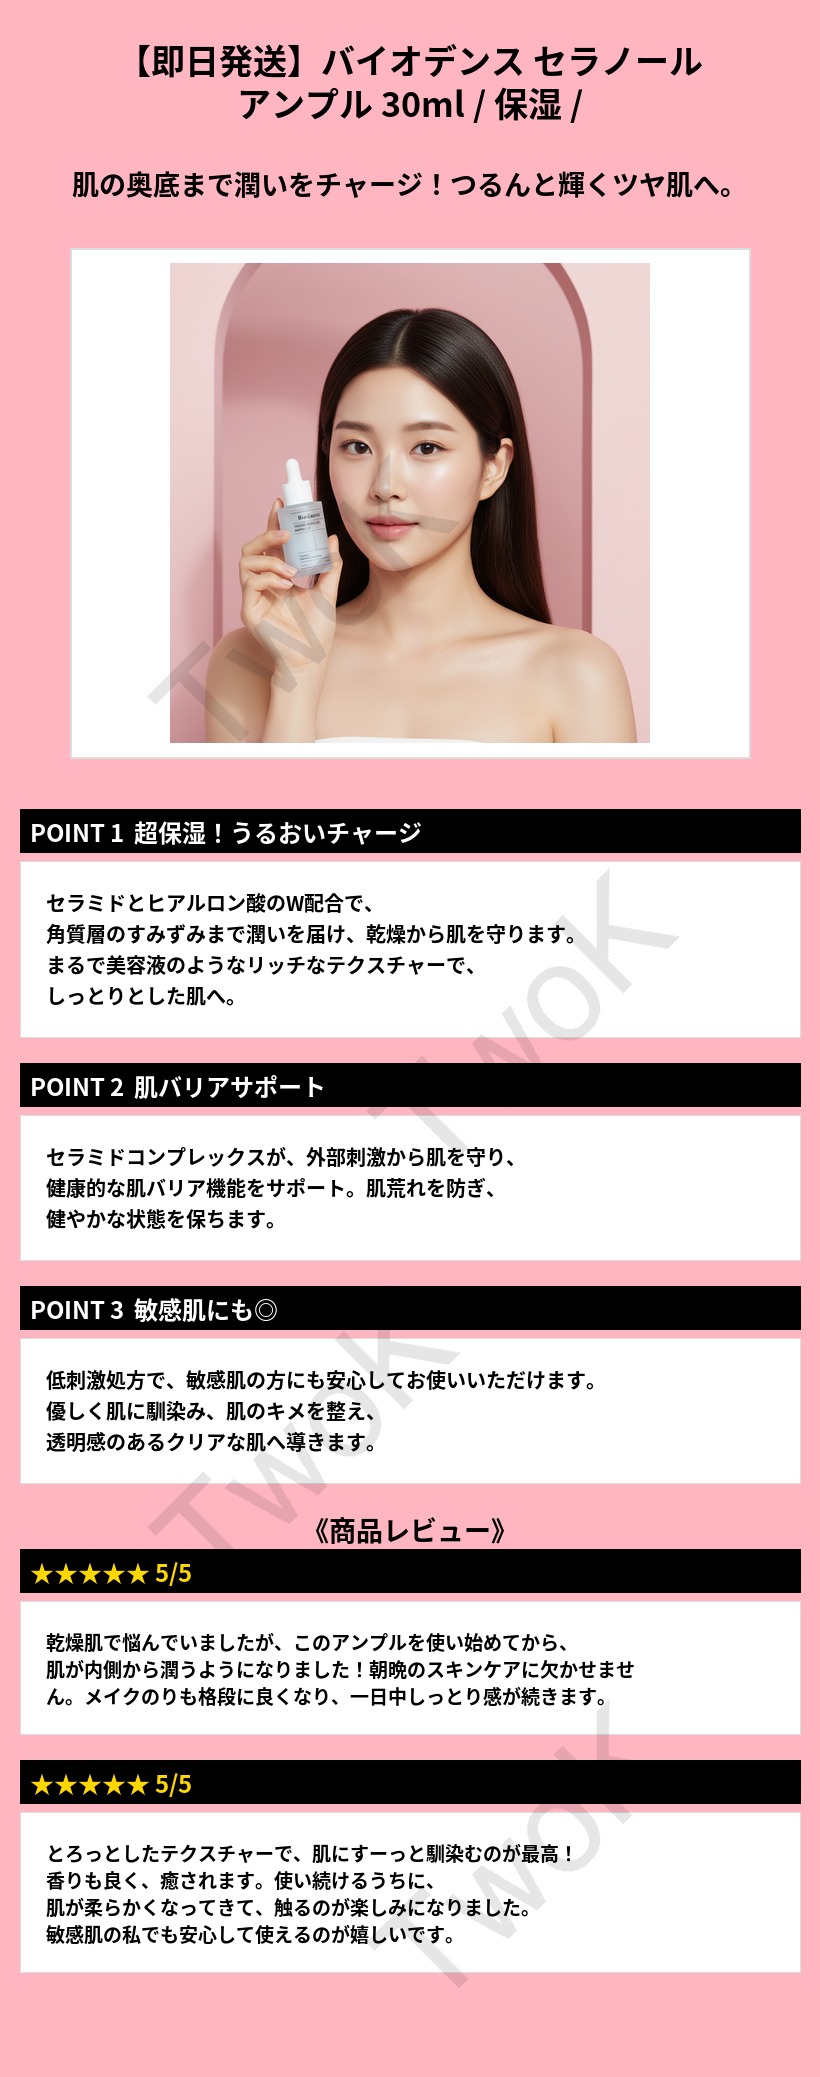 【即日発送】バイオデンス セラノール
アンプル 30ml / 保湿 /
肌の奥底まで潤いをチャージ！つるんと輝くツヤ肌へ。
TwoK
POINT 1 超保湿！うるおいチャージ
セラミドとヒアルロン酸のW配合で、
角質層のすみずみまで潤いを届け、乾燥から肌を守ります。
まるで美容液のようなリッチなテクスチャーで、
しっとりとした肌へ。
TwoK
POINT 2 肌バリアサポート
セラミドコンプレックスが、外部刺激から肌を守り、
健康的な肌バリア機能をサポート。肌荒れを防ぎ、
健やかな状態を保ちます。
POINT 3 敏感肌にも◎
低刺激処方で、敏感肌の方にも安心してお使いいただけます。
優しく肌に馴染み、肌のキメを整え、
透明感のあるクリアな肌へ導きます。
TwoK
《商品レビュー》
★★★★★ 5/5
乾燥肌で悩んでいましたが、このアンプルを使い始めてから、
肌が内側から潤うようになりました！朝晩のスキンケアに欠かせませ
ん。メイクのりも格段に良くなり、一日中しっとり感が続きます。
★★★★★ 5/5
とろっとしたテクスチャーで、肌にすーっと馴染むのが最高！
香りも良く、癒されます。使い続けるうちに、
肌が柔らかくなってきて、触るのが楽しみになりました。
敏感肌の私でも安心して使えるのが嬉しいです。
TwoK